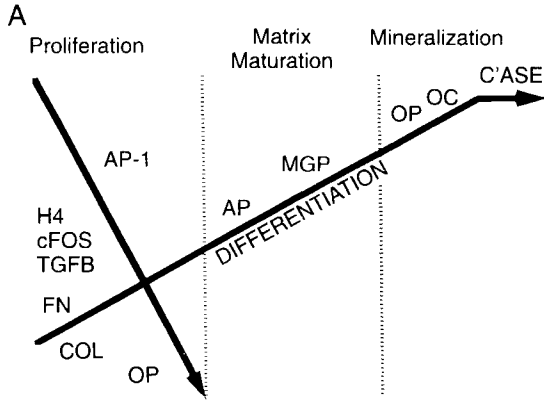 A
Proliferation
Matrix
Maturation
Mineralization
C'ASE
OP OC
AP-1
MGP
AP
DIFFERENTIATION
H4
cFOS
TGFB
FN
COL
OP